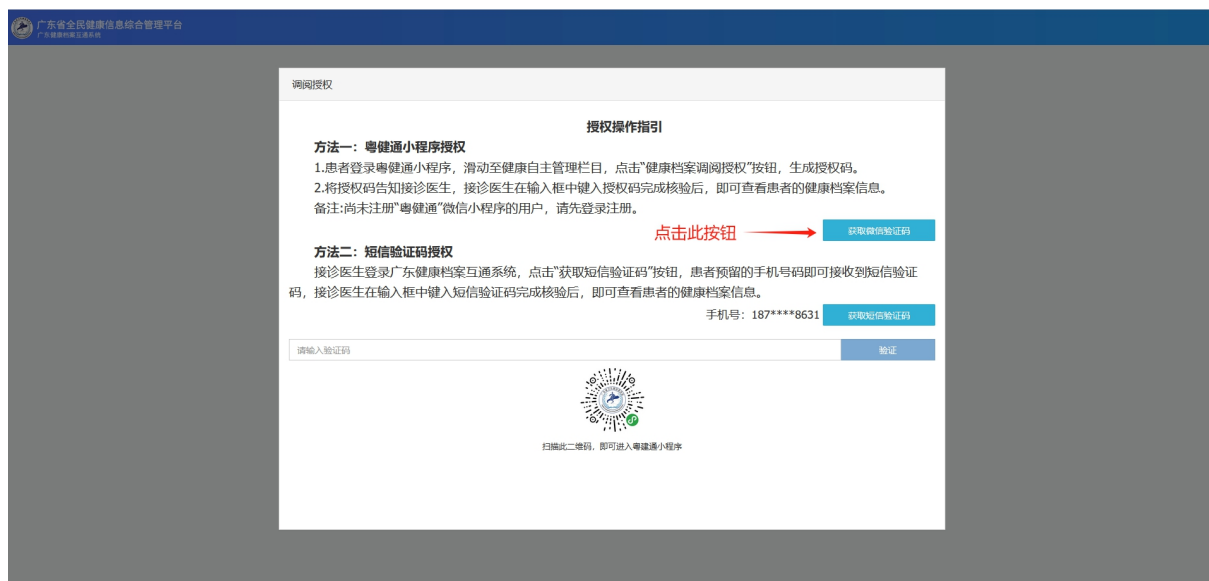 广东省全民健康信息综合管理平台
广东健康档案互通系统
调阅授权
授权操作指引
方法一：粤健通小程序授权
1.患者登录粤健通小程序，滑动至健康自主管理栏目，点击“健康档案调阅授权”按钮，生成授权码。
2.将授权码告知接诊医生，接诊医生在输入框中键入授权码完成核验后，即可查看患者的健康档案信息。
备注:尚未注册“粤健通”微信小程序的用户，请先登录注册。
点击此按钮
获取微信验证码
方法二：短信验证码授权
接诊医生登录广东健康档案互通系统，点击“获取短信验证码”按钮，患者预留的手机号码即可接收到短信验证
码，接诊医生在输入框中键入短信验证码完成核验后，即可查看患者的健康档案信息。
手机号：187****8631
获取短信验证码
请输入验证码
验证
扫描此二维码，即可进入粤建通小程序